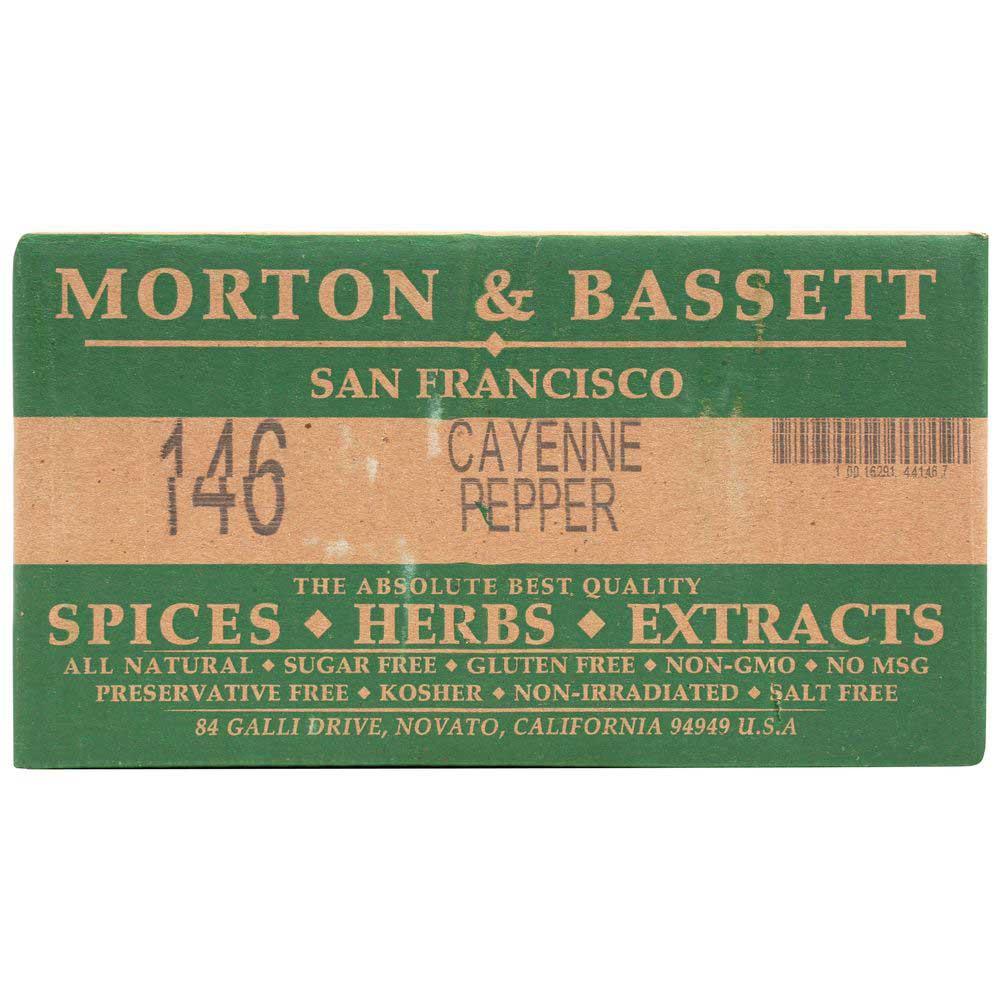 MORTON & BASSETT
SAN FRANCISCO
146
CAYENNE
PEPPER
1 00 16291 44146 7
THE ABSOLUTE BEST QUALITY
SPICES ◆ HERBS ◆ EXTRACTS
ALL NATURAL ◆ SUGAR FREE ◆ GLUTEN FREE ◆ NON-GMO ◆ NO MSG
PRESERVATIVE FREE ◆ KOSHER ◆ NON-IRRADIATED ◆ SALT FREE
84 GALLI DRIVE, NOVATO, CALIFORNIA 94949 U.S.A